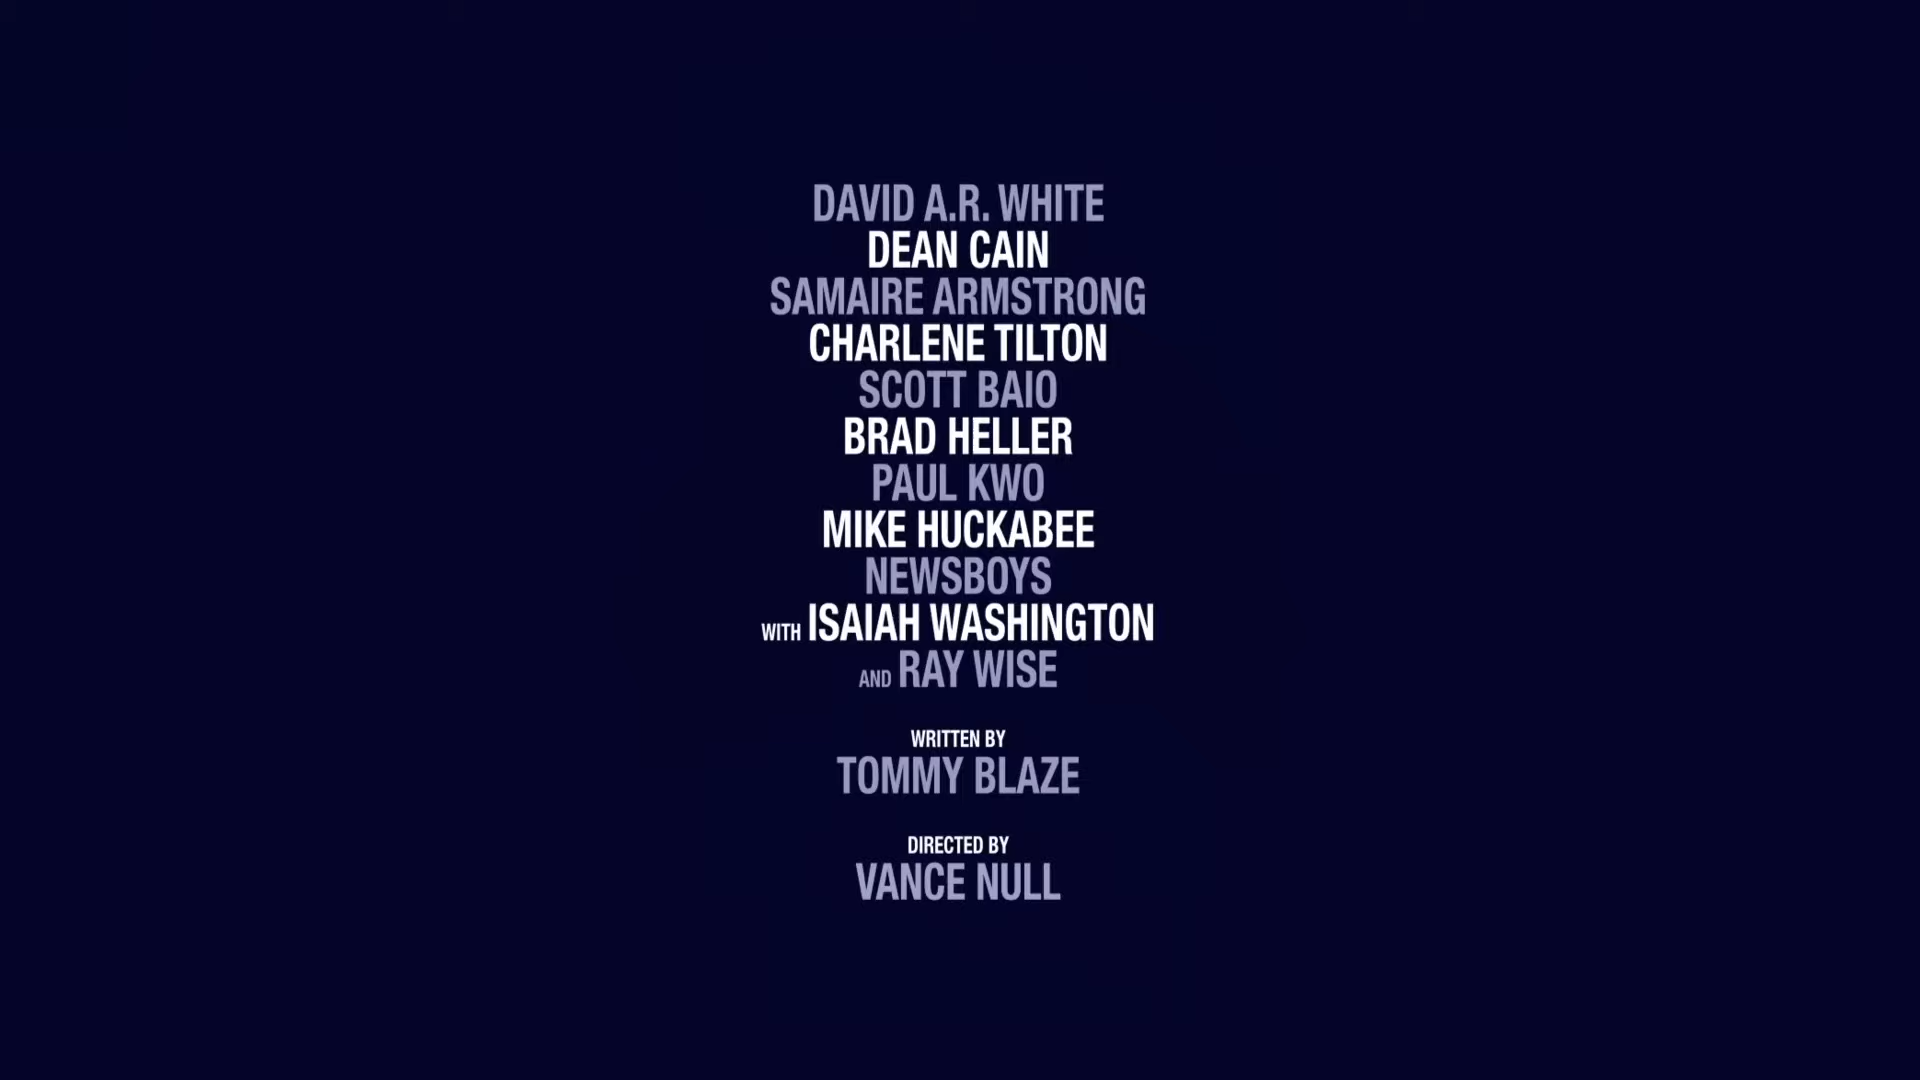 DAVID A.R. WHITE
DEAN CAIN
SAMAIRE ARMSTRONG
CHARLENE TILTON
SCOTT BAIO
BRAD HELLER
PAUL KWO
MIKE HUCKABEE
NEWSBOYS
WITH ISAIAH WASHINGTON
AND RAY WISE
WRITTEN BY
TOMMY BLAZE
DIRECTED BY
VANCE NULL